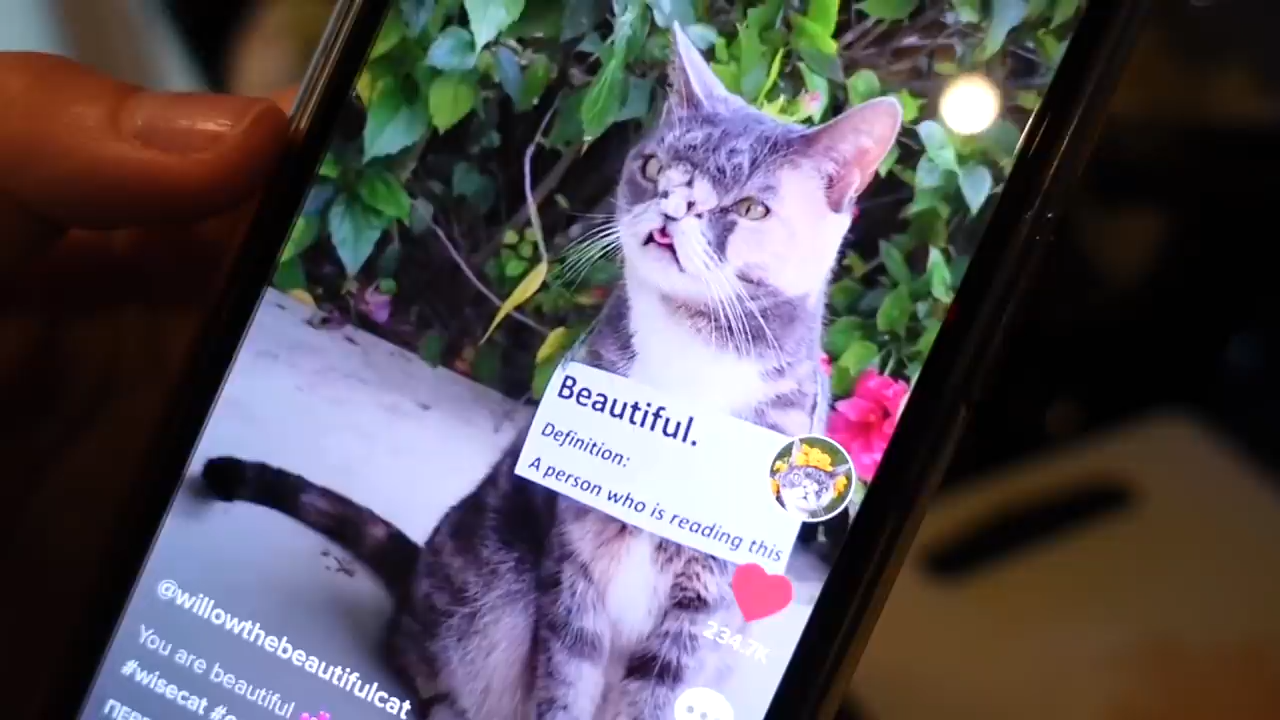 Beautiful.
Definition:
A person who is reading this
234.7K
@willowthebeautifulcat
You are beautiful 💞
#wisecat